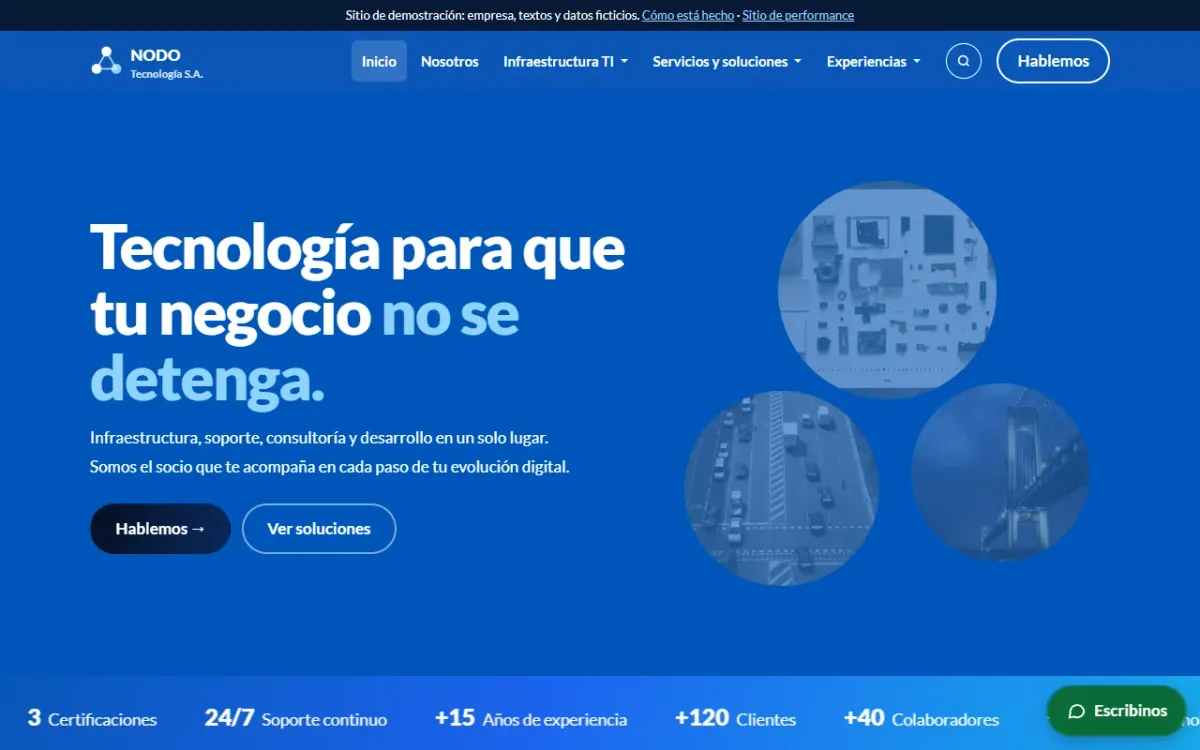 Sitio de demostración: empresa, textos y datos ficticios. Cómo está hecho · Sitio de performance
NODO
Tecnología S.A.
Inicio
Nosotros
Infraestructura TI
Servicios y soluciones
Experiencias
Hablemos
Tecnología para que
tu negocio no se
detenga.
Infraestructura, soporte, consultoría y desarrollo en un solo lugar.
Somos el socio que te acompaña en cada paso de tu evolución digital.
Hablemos →
Ver soluciones
3 Certificaciones
24/7 Soporte continuo
+15 Años de experiencia
+120 Clientes
+40 Colaboradores
Escribinos